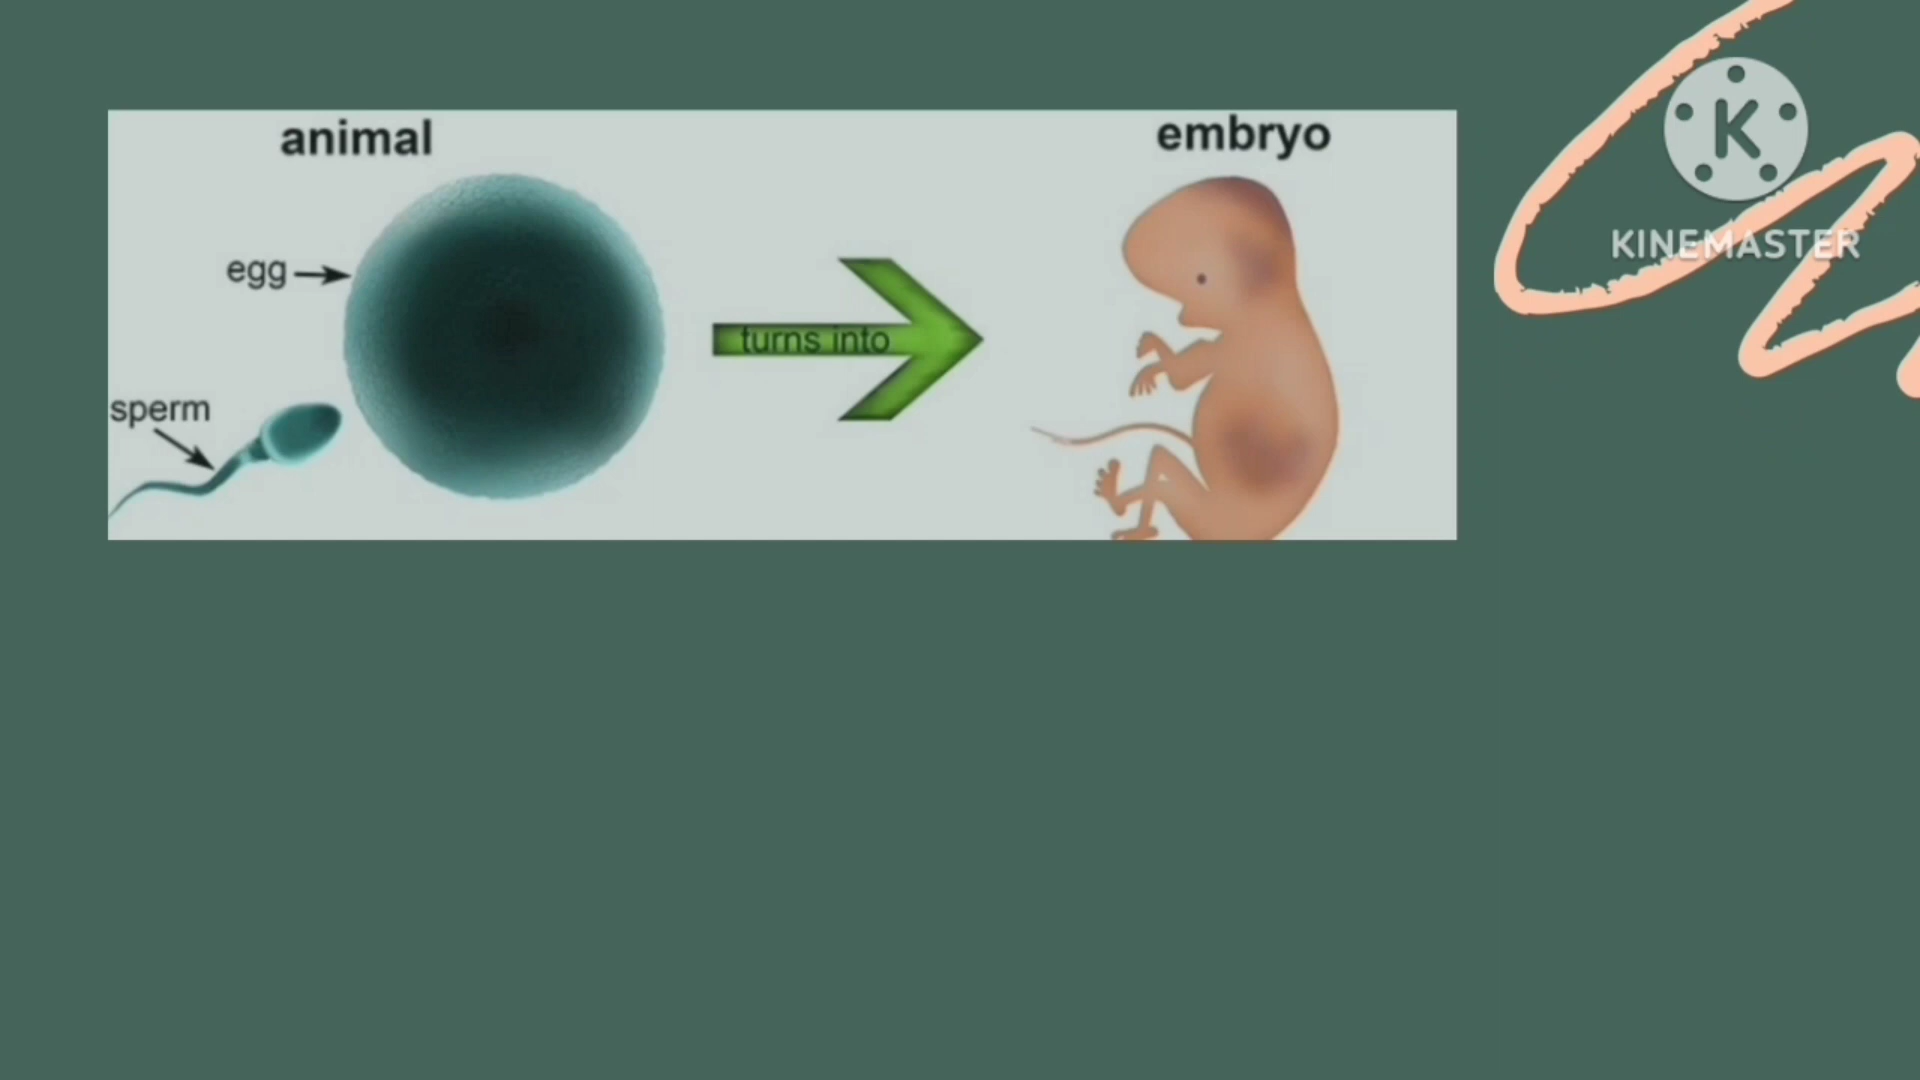 animal
embryo
egg
turns into
sperm
K
KINEMASTER